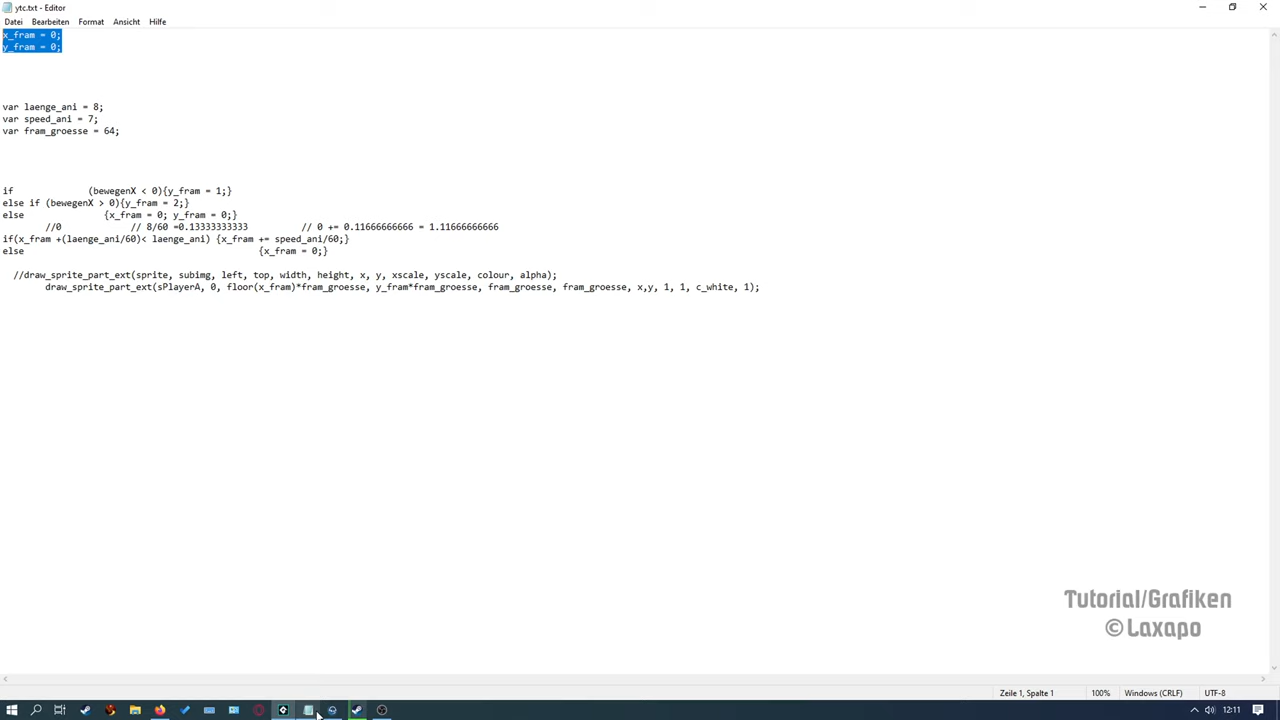 ytc.txt - Editor
Datei Bearbeiten Format Ansicht Hilfe
x_fram = 0;
y_fram = 0;
var laenge_ani = 8;
var speed_ani = 7;
var fram_groesse = 64;
if (bewegenX < 0){y_fram = 1;}
else if (bewegenX > 0){y_fram = 2;}
else {x_fram = 0; y_fram = 0;}
//0 // 8/60 =0.13333333333 // 0 += 0.11666666666 = 1.11666666666
if(x_fram +(laenge_ani/60)< laenge_ani) {x_fram += speed_ani/60;}
else {x_fram = 0;}
//draw_sprite_part_ext(sprite, subimg, left, top, width, height, x, y, xscale, yscale, colour, alpha);
draw_sprite_part_ext(sPlayerA, 0, floor(x_fram)*fram_groesse, y_fram*fram_groesse, fram_groesse, fram_groesse, x,y, 1, 1, c_white, 1);
Tutorial/Grafiken
© Laxapo
Zeile 1, Spalte 1 100% Windows (CRLF) UTF-8
12:11